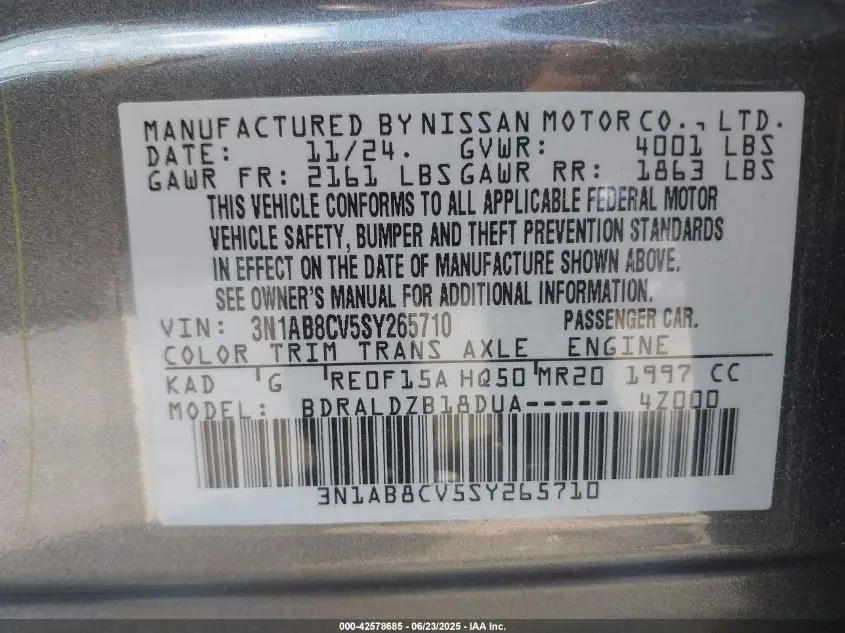 MANUFACTURED BY NISSAN MOTOR CO., LTD.
DATE: 11/24. GVWR: 4001 LBS
GAWR FR: 2161 LBS GAWR RR: 1863 LBS
THIS VEHICLE CONFORMS TO ALL APPLICABLE FEDERAL MOTOR
VEHICLE SAFETY, BUMPER AND THEFT PREVENTION STANDARDS
IN EFFECT ON THE DATE OF MANUFACTURE SHOWN ABOVE.
SEE OWNER'S MANUAL FOR ADDITIONAL INFORMATION.
VIN: 3N1AB8CV5SY265710 PASSENGER CAR.
COLOR TRIM TRANS AXLE ENGINE
KAD G RE0F15A HQ50 MR20 1997 CC
MODEL: BDRALDZB18DUA----- 4Z000
3N1AB8CV5SY265710
000-42578685 - 06/23/2025 - IAA Inc.